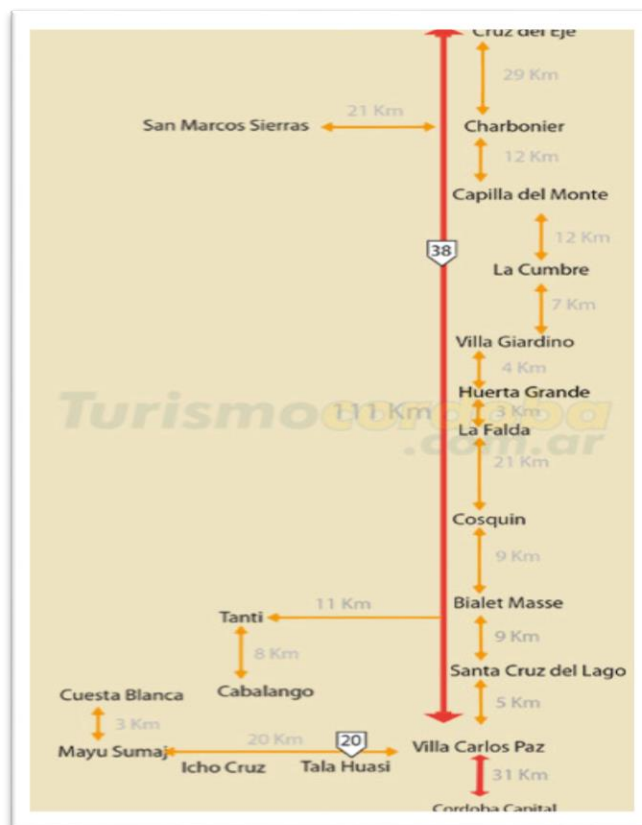 Cruz del Eje
29 Km
San Marcos Sierras
21 Km
Charbonier
12 Km
Capilla del Monte
12 Km
38
La Cumbre
7 Km
Villa Giardino
4 Km
Huerta Grande
Turismocordoba
111 Km
3 Km
La Falda
.com.ar
21 Km
Cosquin
9 Km
Bialet Masse
11 Km
Tanti
9 Km
8 Km
Santa Cruz del Lago
Cabalango
Cuesta Blanca
5 Km
3 Km
20 Km
20
Villa Carlos Paz
Mayu Sumaj
Icho Cruz
Tala Huasi
31 Km
Cordoba Capital